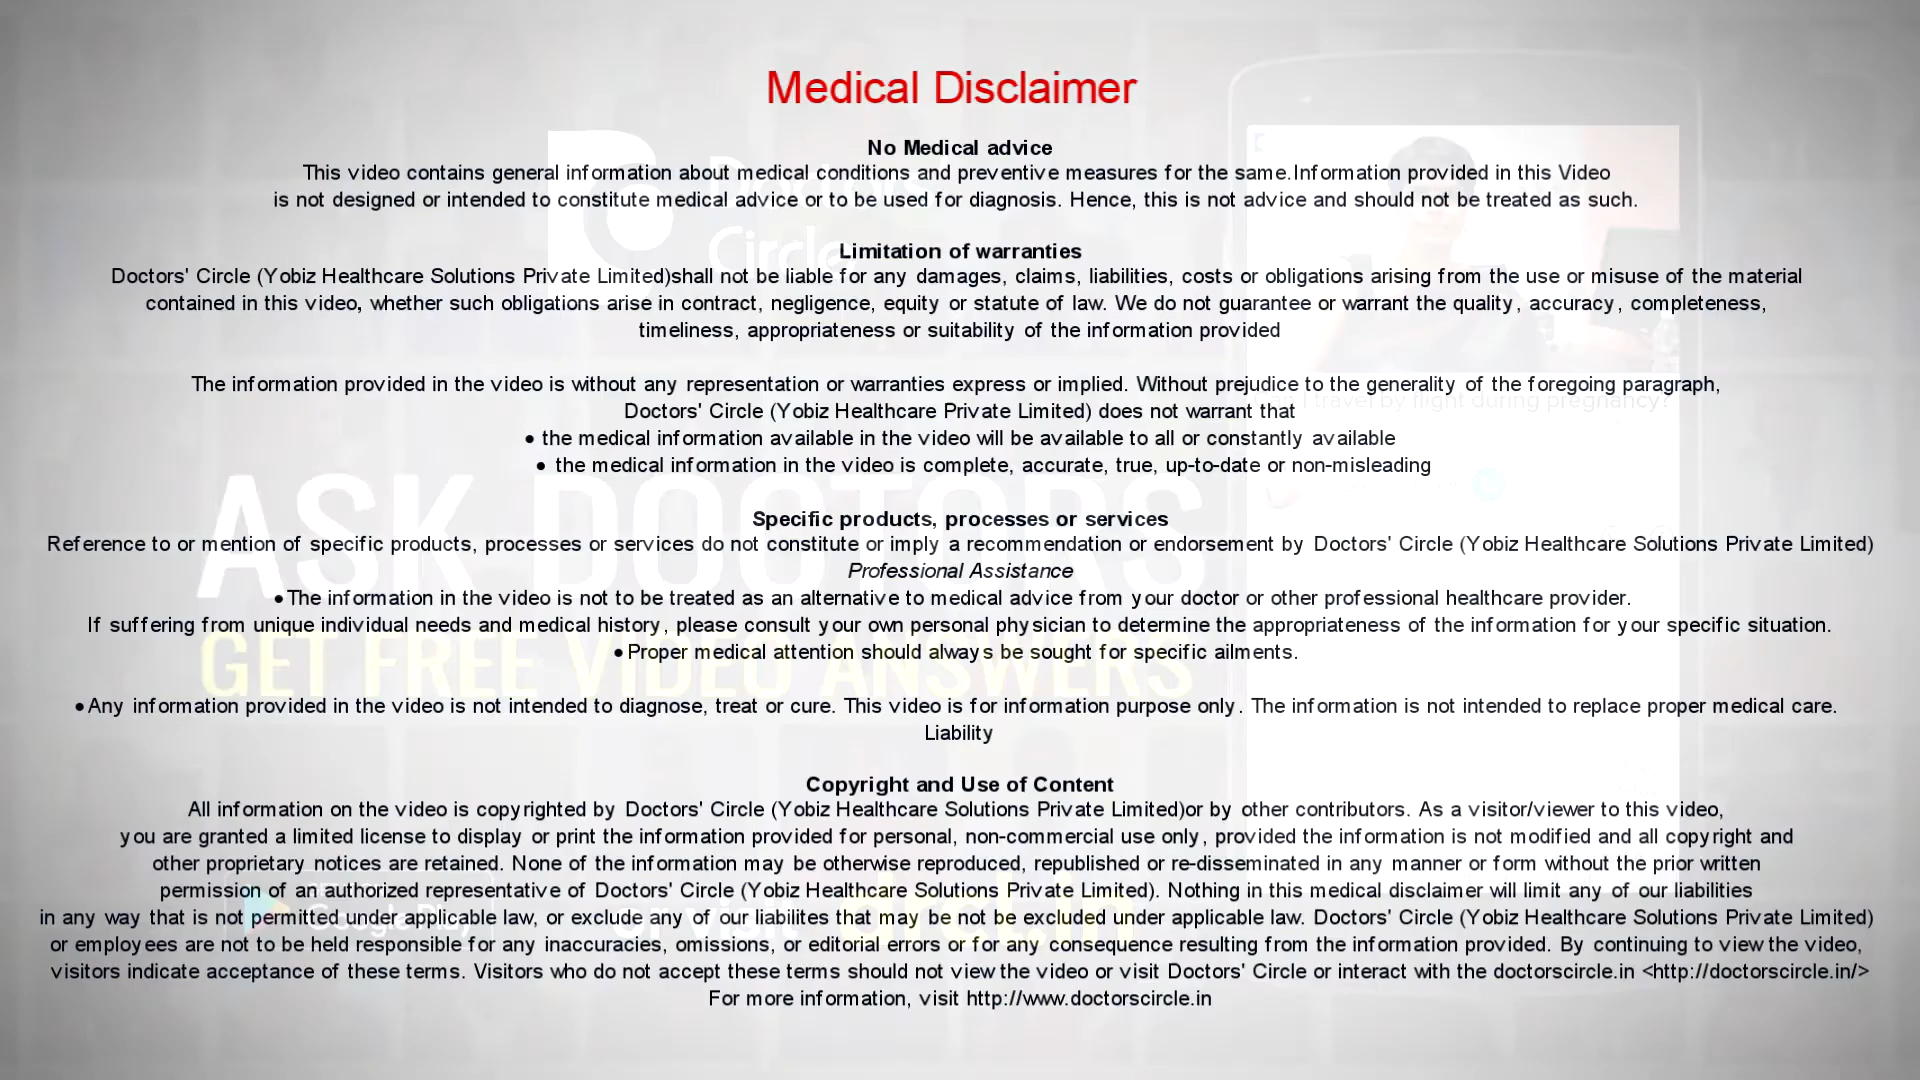 Medical Disclaimer
No Medical advice
This video contains general information about medical conditions and preventive measures for the same.Information provided in this Video
is not designed or intended to constitute medical advice or to be used for diagnosis. Hence, this is not advice and should not be treated as such.
Doctors'
Circle
Limitation of warranties
Doctors' Circle (Yobiz Healthcare Solutions Private Limited)shall not be liable for any damages, claims, liabilities, costs or obligations arising from the use or misuse of the material
contained in this video, whether such obligations arise in contract, negligence, equity or statute of law. We do not guarantee or warrant the quality, accuracy, completeness,
timeliness, appropriateness or suitability of the information provided
The information provided in the video is without any representation or warranties express or implied. Without prejudice to the generality of the foregoing paragraph,
Can I travel by flight during pregnancy?
Doctors' Circle (Yobiz Healthcare Private Limited) does not warrant that
• the medical information available in the video will be available to all or constantly available
• the medical information in the video is complete, accurate, true, up-to-date or non-misleading
ASK DOCTORS
Specific products, processes or services
Reference to or mention of specific products, processes or services do not constitute or imply a recommendation or endorsement by Doctors' Circle (Yobiz Healthcare Solutions Private Limited)
Professional Assistance
•The information in the video is not to be treated as an alternative to medical advice from your doctor or other professional healthcare provider.
If suffering from unique individual needs and medical history, please consult your own personal physician to determine the appropriateness of the information for your specific situation.
•Proper medical attention should always be sought for specific ailments.
GET FREE VIDEO ANSWERS
•Any information provided in the video is not intended to diagnose, treat or cure. This video is for information purpose only. The information is not intended to replace proper medical care.
Liability
Copyright and Use of Content
All information on the video is copyrighted by Doctors' Circle (Yobiz Healthcare Solutions Private Limited)or by other contributors. As a visitor/viewer to this video,
you are granted a limited license to display or print the information provided for personal, non-commercial use only, provided the information is not modified and all copyright and
other proprietary notices are retained. None of the information may be otherwise reproduced, republished or re-disseminated in any manner or form without the prior written
permission of an authorized representative of Doctors' Circle (Yobiz Healthcare Solutions Private Limited). Nothing in this medical disclaimer will limit any of our liabilities
Google Play or visit drct.in
in any way that is not permitted under applicable law, or exclude any of our liabilites that may be not be excluded under applicable law. Doctors' Circle (Yobiz Healthcare Solutions Private Limited)
or employees are not to be held responsible for any inaccuracies, omissions, or editorial errors or for any consequence resulting from the information provided. By continuing to view the video,
visitors indicate acceptance of these terms. Visitors who do not accept these terms should not view the video or visit Doctors' Circle or interact with the doctorscircle.in <http://doctorscircle.in/>
For more information, visit http://www.doctorscircle.in